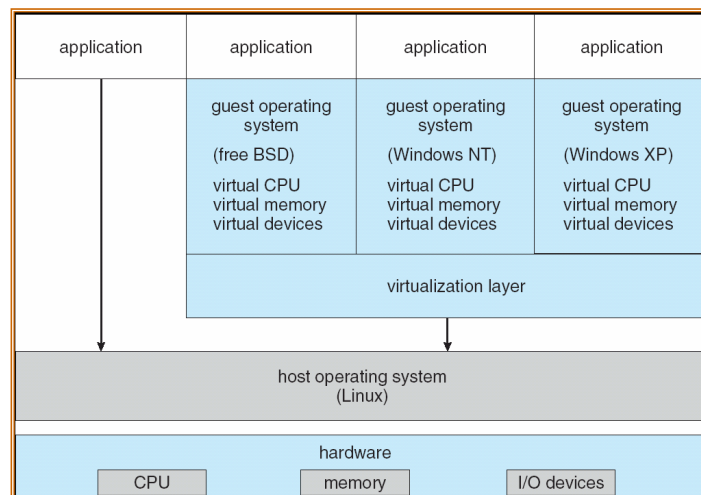 application
application
application
application
guest operating
system
(free BSD)
virtual CPU
virtual memory
virtual devices
guest operating
system
(Windows NT)
virtual CPU
virtual memory
virtual devices
guest operating
system
(Windows XP)
virtual CPU
virtual memory
virtual devices
virtualization layer
host operating system
(Linux)
hardware
CPU
memory
I/O devices